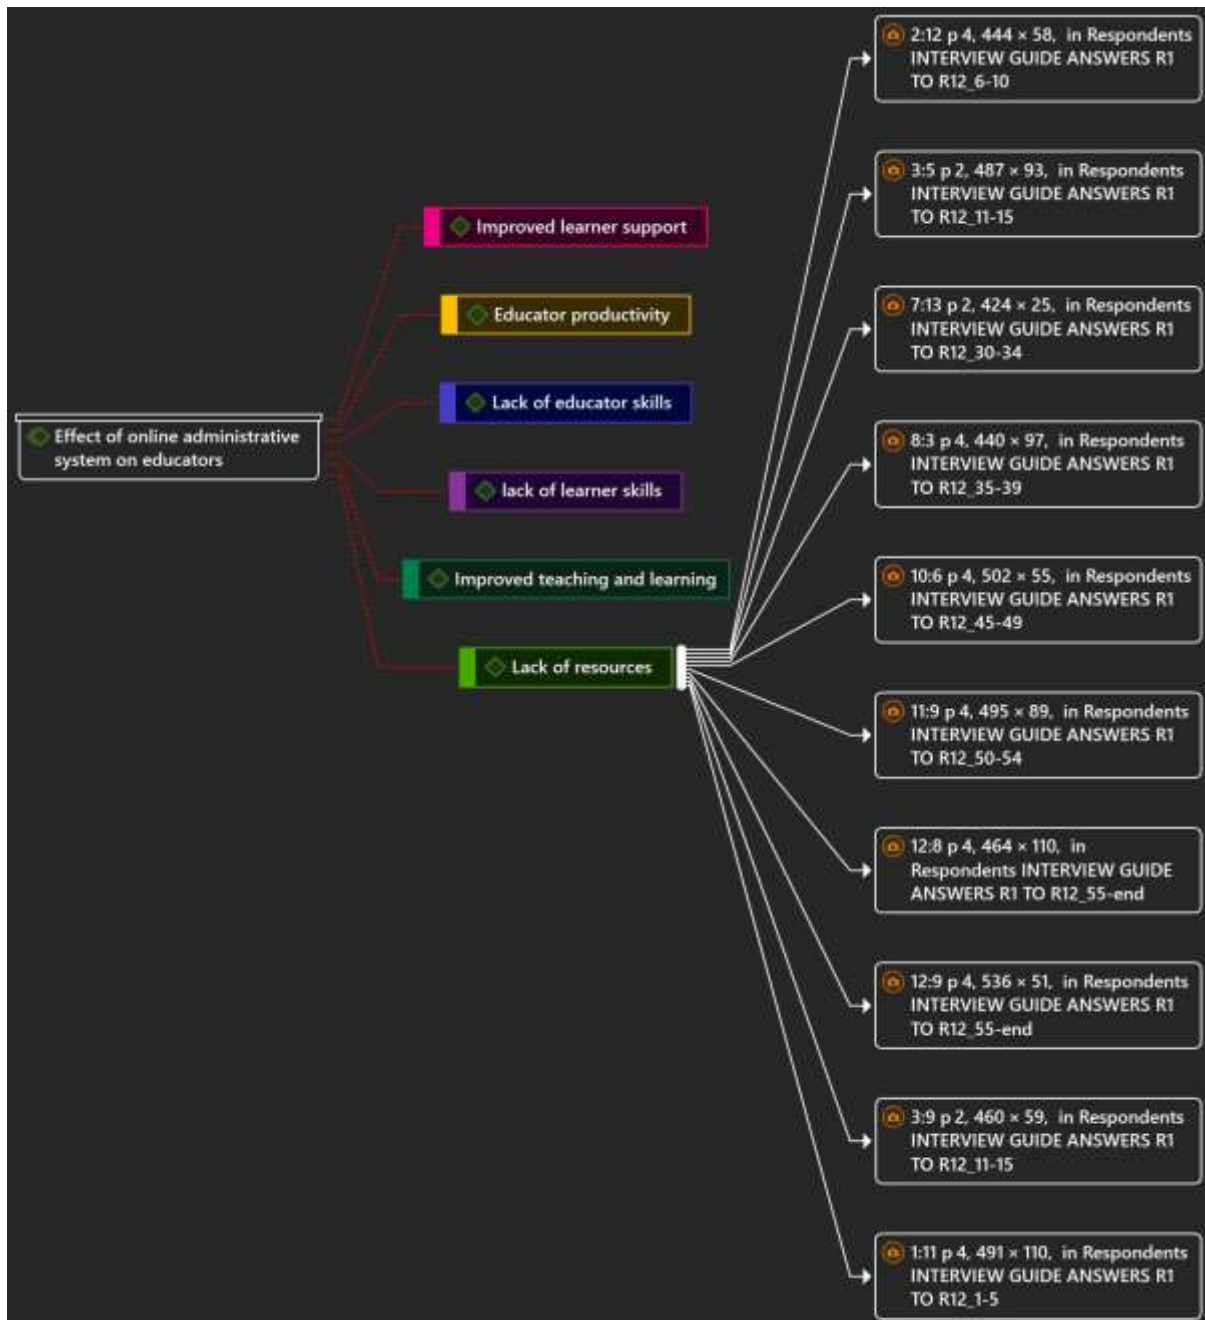 Effect of online administrative
system on educators
Improved learner support
Educator productivity
Lack of educator skills
lack of learner skills
Improved teaching and learning
Lack of resources
2:12 p 4, 444 × 58, in Respondents
INTERVIEW GUIDE ANSWERS R1
TO R12_6-10
3:5 p 2, 487 × 93, in Respondents
INTERVIEW GUIDE ANSWERS R1
TO R12_11-15
7:13 p 2, 424 × 25, in Respondents
INTERVIEW GUIDE ANSWERS R1
TO R12_30-34
8:3 p 4, 440 × 97, in Respondents
INTERVIEW GUIDE ANSWERS R1
TO R12_35-39
10:6 p 4, 502 × 55, in Respondents
INTERVIEW GUIDE ANSWERS R1
TO R12_45-49
11:9 p 4, 495 × 89, in Respondents
INTERVIEW GUIDE ANSWERS R1
TO R12_50-54
12:8 p 4, 464 × 110, in
Respondents INTERVIEW GUIDE
ANSWERS R1 TO R12_55-end
12:9 p 4, 536 × 51, in Respondents
INTERVIEW GUIDE ANSWERS R1
TO R12_55-end
3:9 p 2, 460 × 59, in Respondents
INTERVIEW GUIDE ANSWERS R1
TO R12_11-15
1:11 p 4, 491 × 110, in Respondents
INTERVIEW GUIDE ANSWERS R1
TO R12_1-5